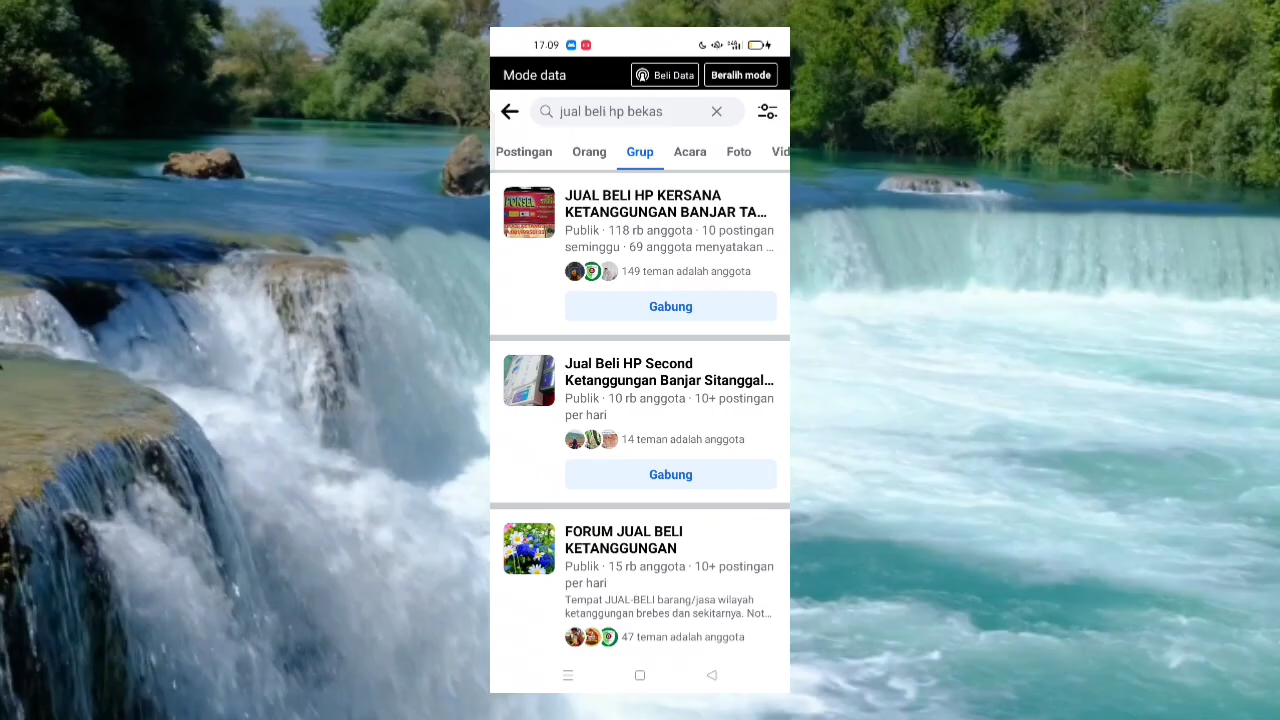 17.09
Mode data
Beli Data
Beralih mode
jual beli hp bekas
Postingan Orang Grup Acara Foto Vid
JUAL BELI HP KERSANA
KETANGGUNGAN BANJAR TA...
Publik · 118 rb anggota · 10 postingan
seminggu · 69 anggota menyatakan ...
149 teman adalah anggota
Gabung
Jual Beli HP Second
Ketanggungan Banjar Sitanggal...
Publik · 10 rb anggota · 10+ postingan
per hari
14 teman adalah anggota
Gabung
FORUM JUAL BELI
KETANGGUNGAN
Publik · 15 rb anggota · 10+ postingan
per hari
Tempat JUAL-BELI barang/jasa wilayah
ketanggungan brebes dan sekitarnya. Not...
47 teman adalah anggota